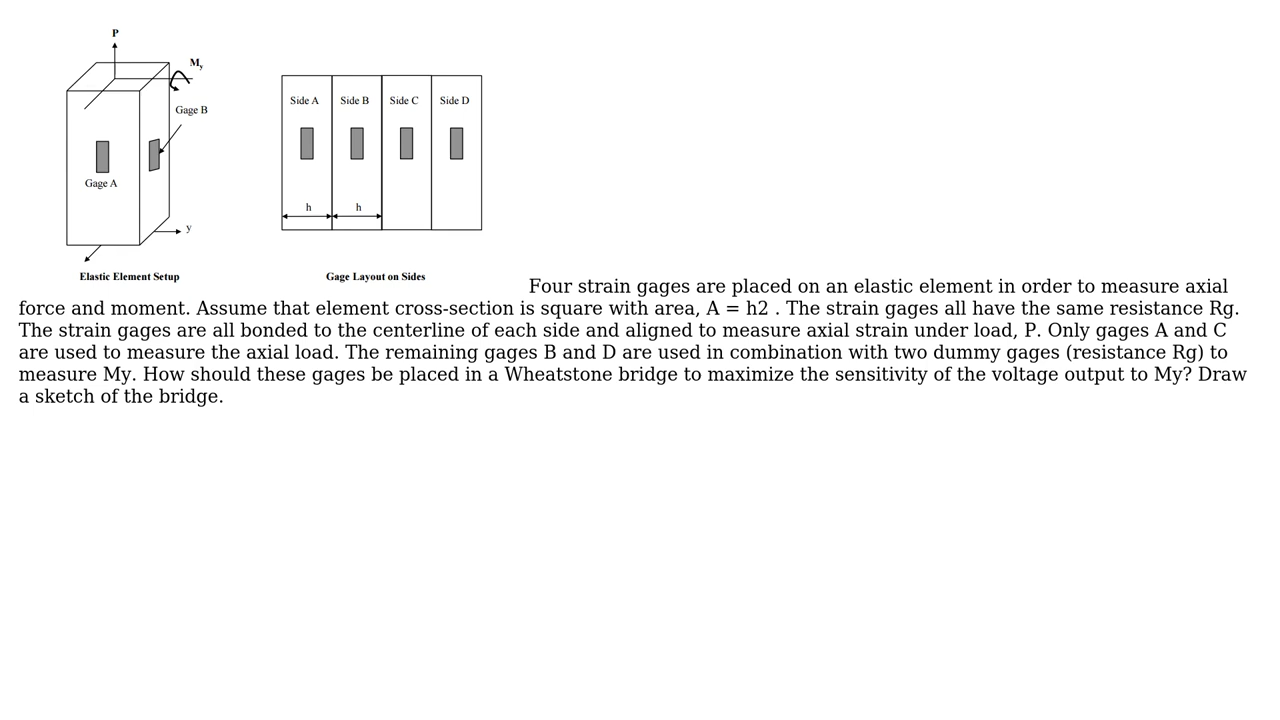 P
My
Gage B
Gage A
y
Elastic Element Setup
Side A Side B Side C Side D
h h
Gage Layout on Sides
Four strain gages are placed on an elastic element in order to measure axial
force and moment. Assume that element cross-section is square with area, A = h2 . The strain gages all have the same resistance Rg.
The strain gages are all bonded to the centerline of each side and aligned to measure axial strain under load, P. Only gages A and C
are used to measure the axial load. The remaining gages B and D are used in combination with two dummy gages (resistance Rg) to
measure My. How should these gages be placed in a Wheatstone bridge to maximize the sensitivity of the voltage output to My? Draw
a sketch of the bridge.